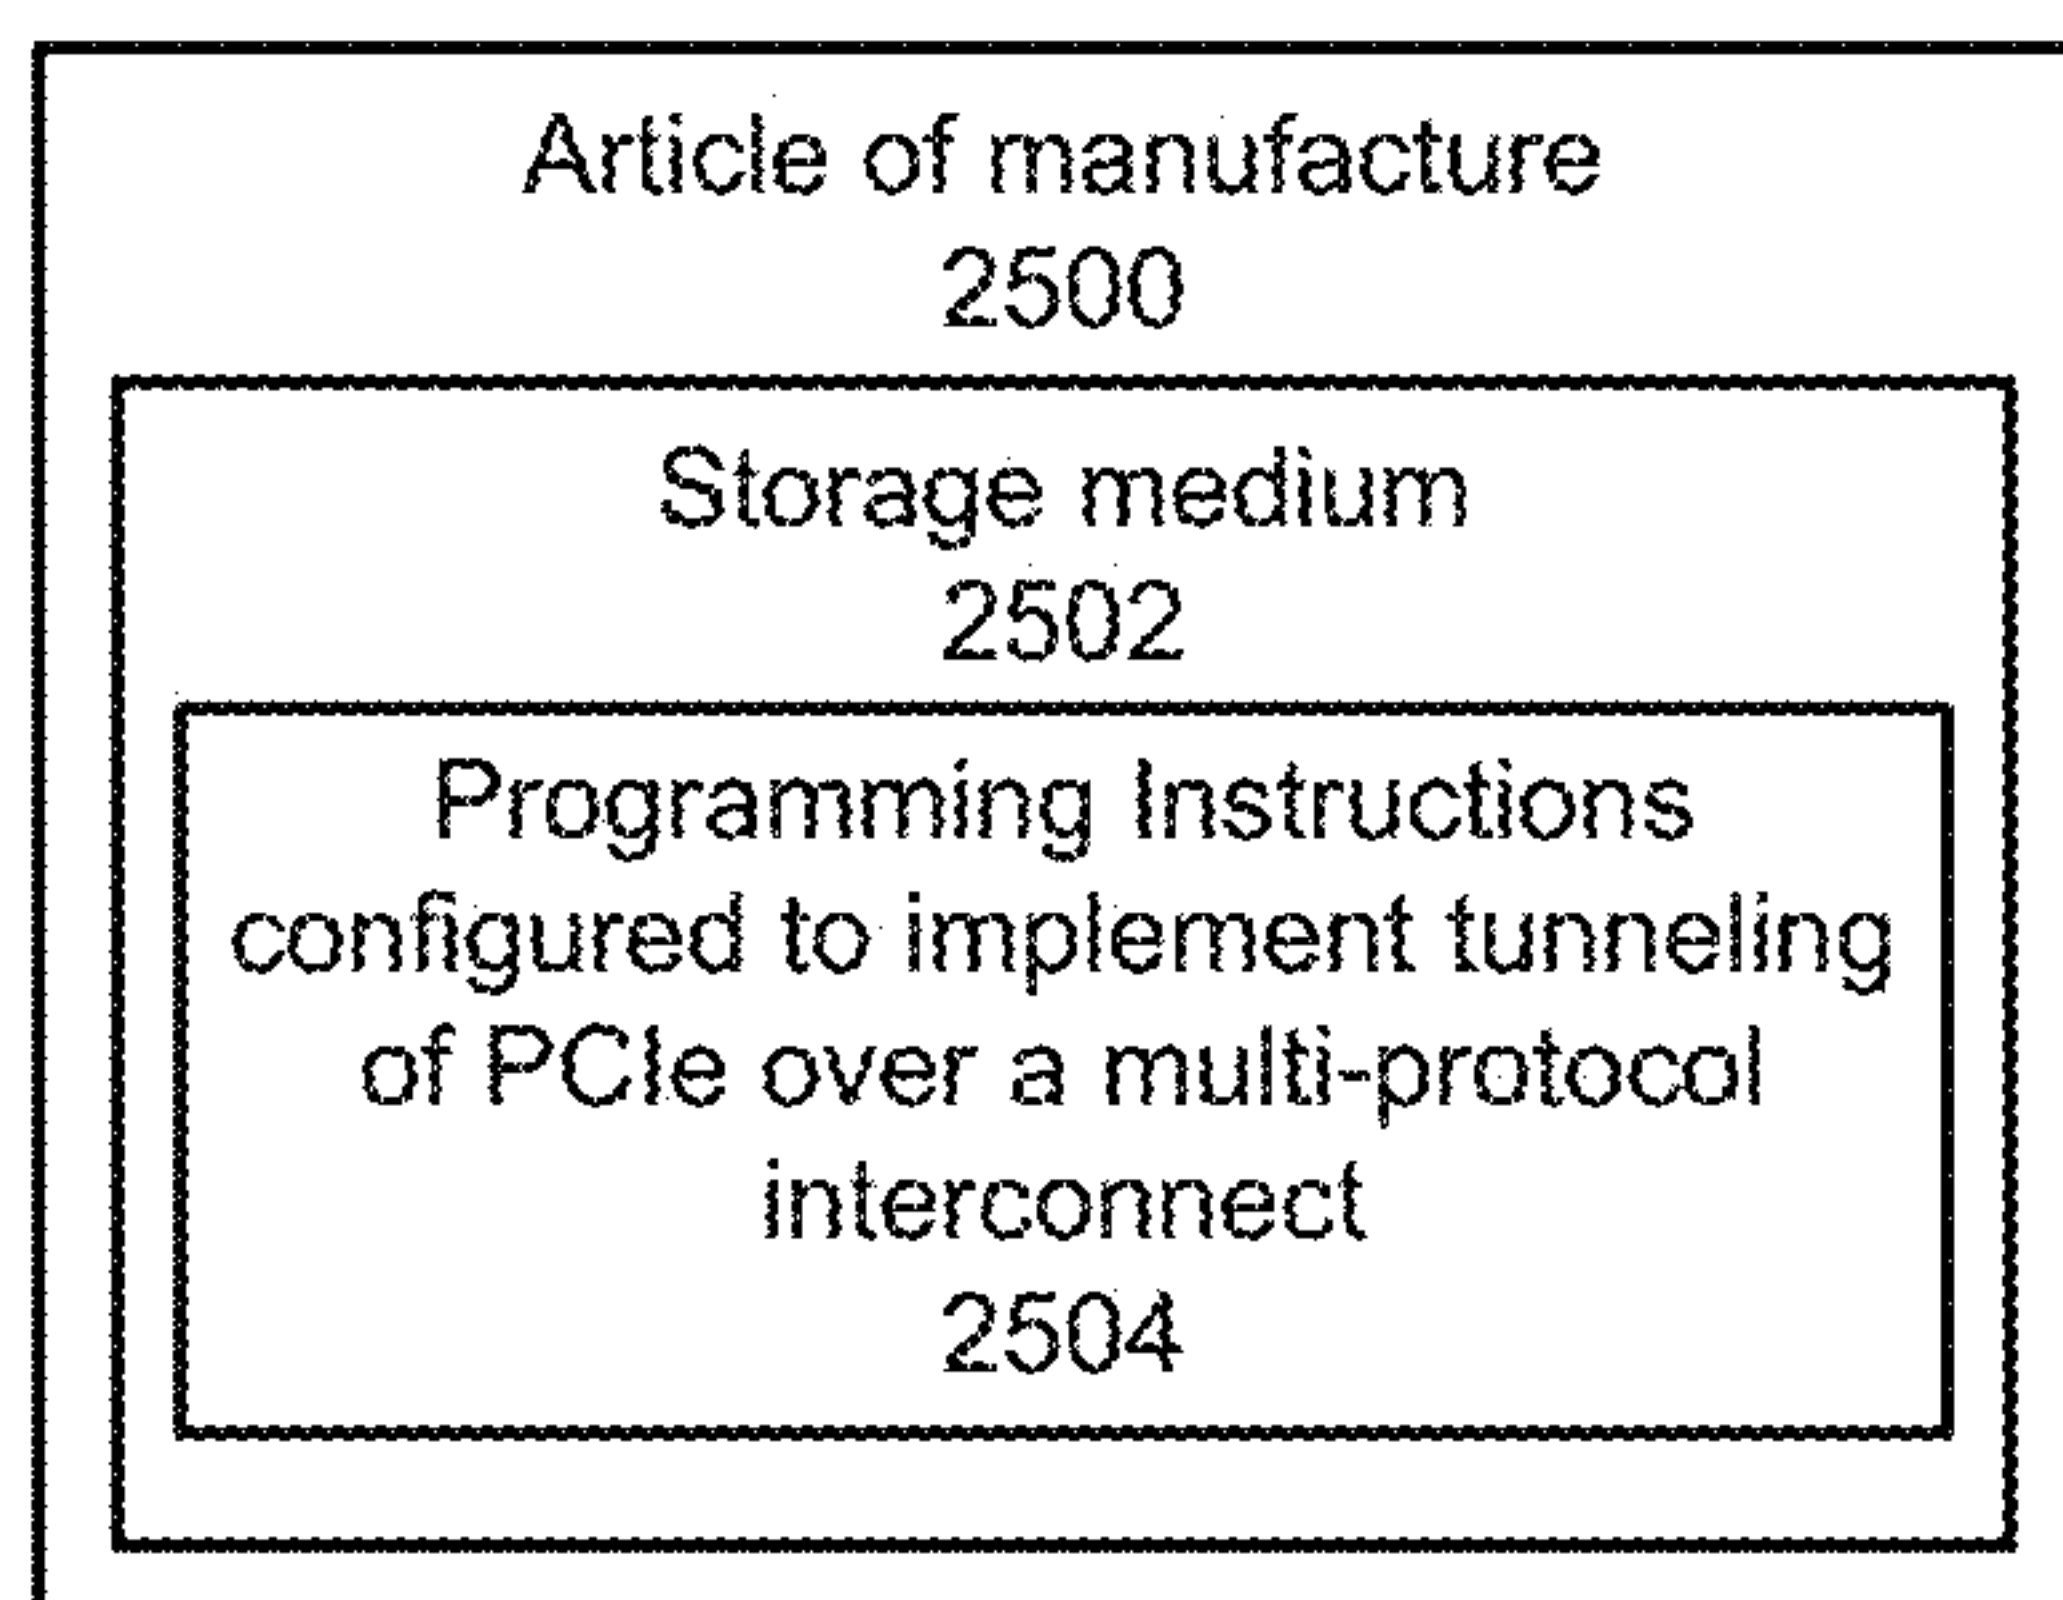 Article of manufacture
2500
Storage medium
2502
Programming Instructions
configured to implement tunneling
of PCIe over a multi-protocol
interconnect
2504